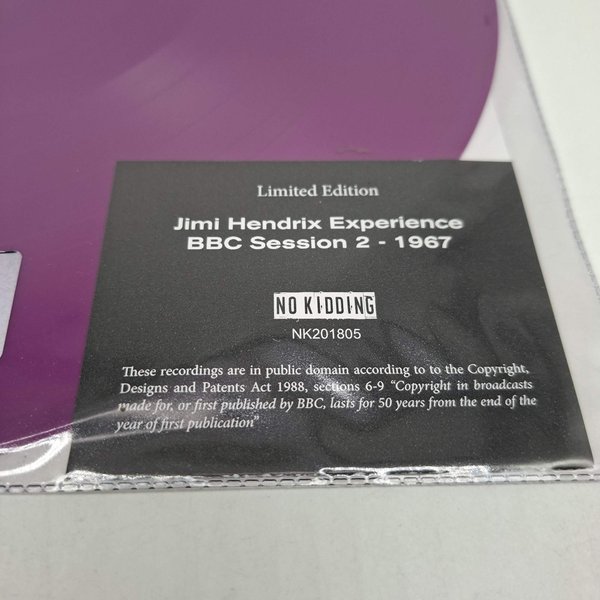 Limited Edition
Jimi Hendrix Experience
BBC Session 2 - 1967
NO KIDDING
NK201805
These recordings are in public domain according to to the Copyright,
Designs and Patents Act 1988, sections 6-9 “Copyright in broadcasts
made for, or first published by BBC, lasts for 50 years from the end of the
year of first publication”